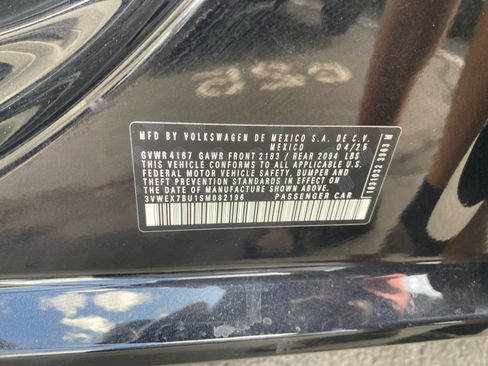 MFD BY VOLKSWAGEN DE MEXICO S.A. DE C.V.
MEXICO 04/25
GVWR 4167 GAWR FRONT 2183 / REAR 2094 LBS
THIS VEHICLE CONFORMS TO ALL APPLICABLE U.S.
FEDERAL MOTOR VEHICLE SAFETY, BUMPER AND
THEFT PREVENTION STANDARDS IN EFFECT ON THE
DATE OF MANUFACTURE SHOWN ABOVE
3VWEX7BU1SM082196 PASSENGER CAR